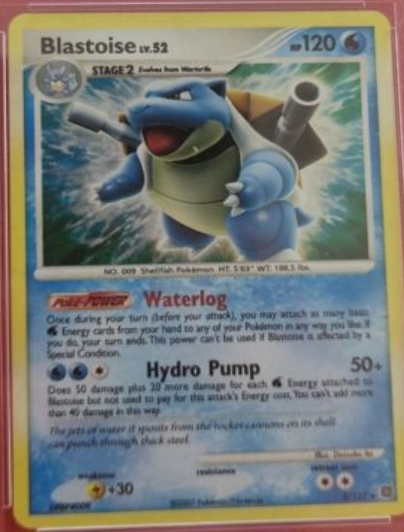 Blastoise LV.52 HP 120
STAGE 2 Evolves from Wartortle
NO. 009 Shellfish Pokémon HT: 5'03" WT: 188.5 lbs.
Poké-POWER Waterlog
Once during your turn (before your attack), you may attach as many basic
Energy cards from your hand to any of your Pokémon in any way you like. If
you do, your turn ends. This power can't be used if Blastoise is affected by a
Special Condition.
Hydro Pump 50+
Does 50 damage plus 20 more damage for each Energy attached to
Blastoise but not used to pay for this attack's Energy cost. You can't add more
than 40 damage in this way.
The jets of water it spouts from the rocket cannons on its shell
can punch through thick steel.
Illus. Daisuke
weakness resistance retreat cost
+30
©2007 Pokémon/Nintendo